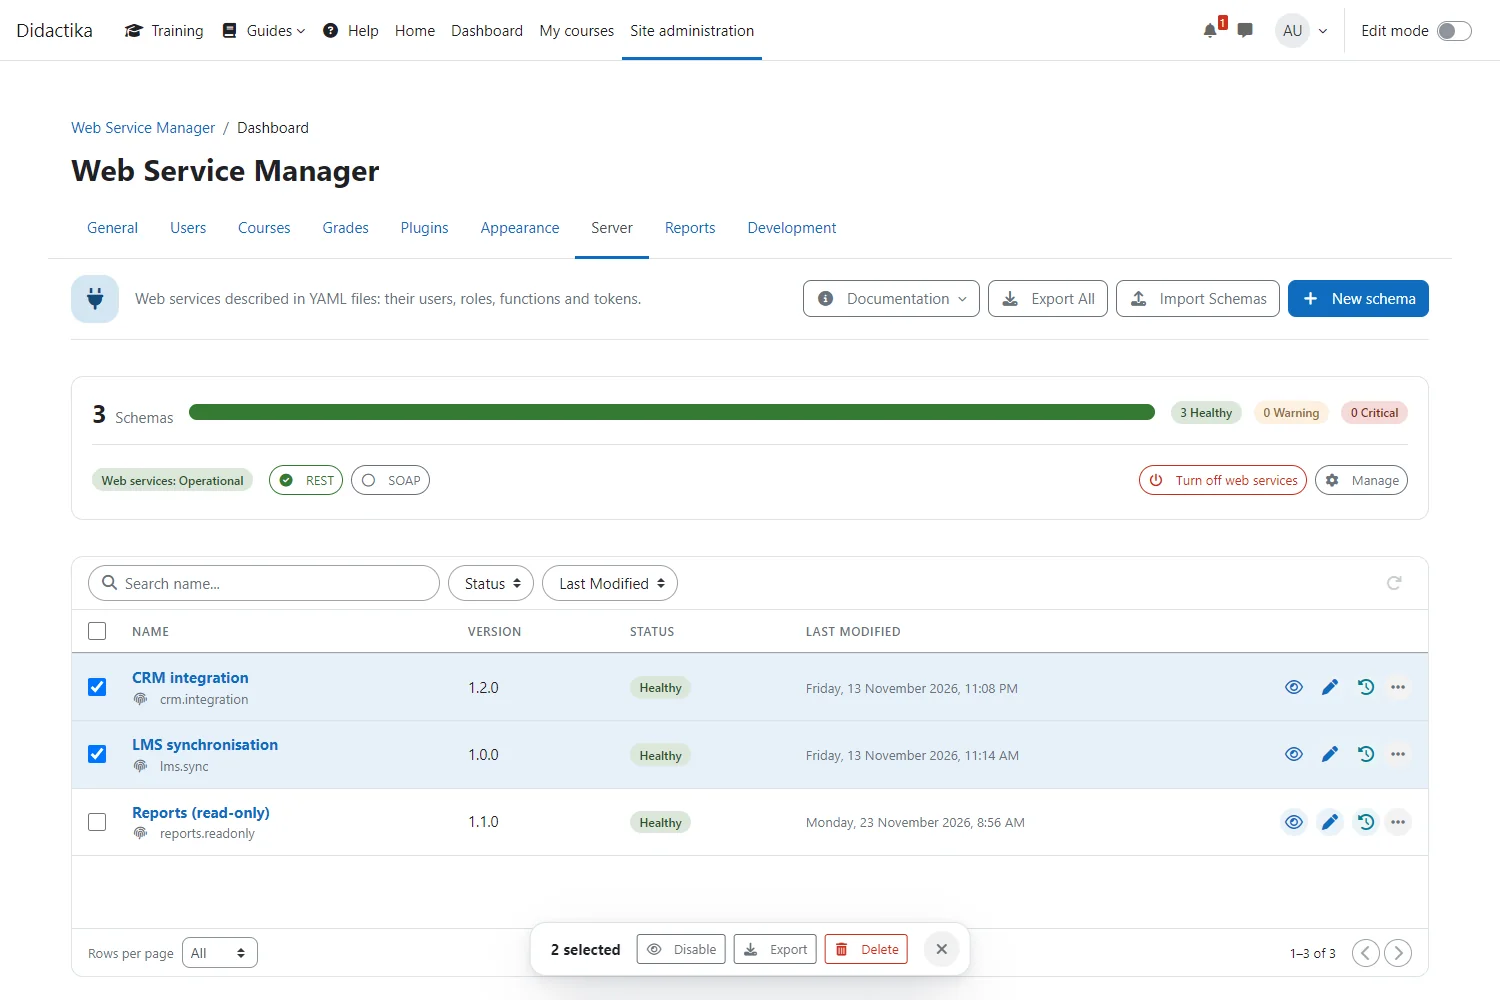 Didactika Training Guides Help Home Dashboard My courses Site administration 1 AU Edit mode
Web Service Manager / Dashboard
Web Service Manager
General Users Courses Grades Plugins Appearance Server Reports Development
Web services described in YAML files: their users, roles, functions and tokens. Documentation Export All Import Schemas New schema
3 Schemas 3 Healthy 0 Warning 0 Critical
Web services: Operational REST SOAP Turn off web services Manage
Search name... Status Last Modified
NAME VERSION STATUS LAST MODIFIED
CRM integration 1.2.0 Healthy Friday, 13 November 2026, 11:08 PM
crm.integration
LMS synchronisation 1.0.0 Healthy Friday, 13 November 2026, 11:14 AM
lms.sync
Reports (read-only) 1.1.0 Healthy Monday, 23 November 2026, 8:56 AM
reports.readonly
Rows per page All 2 selected Disable Export Delete 1–3 of 3